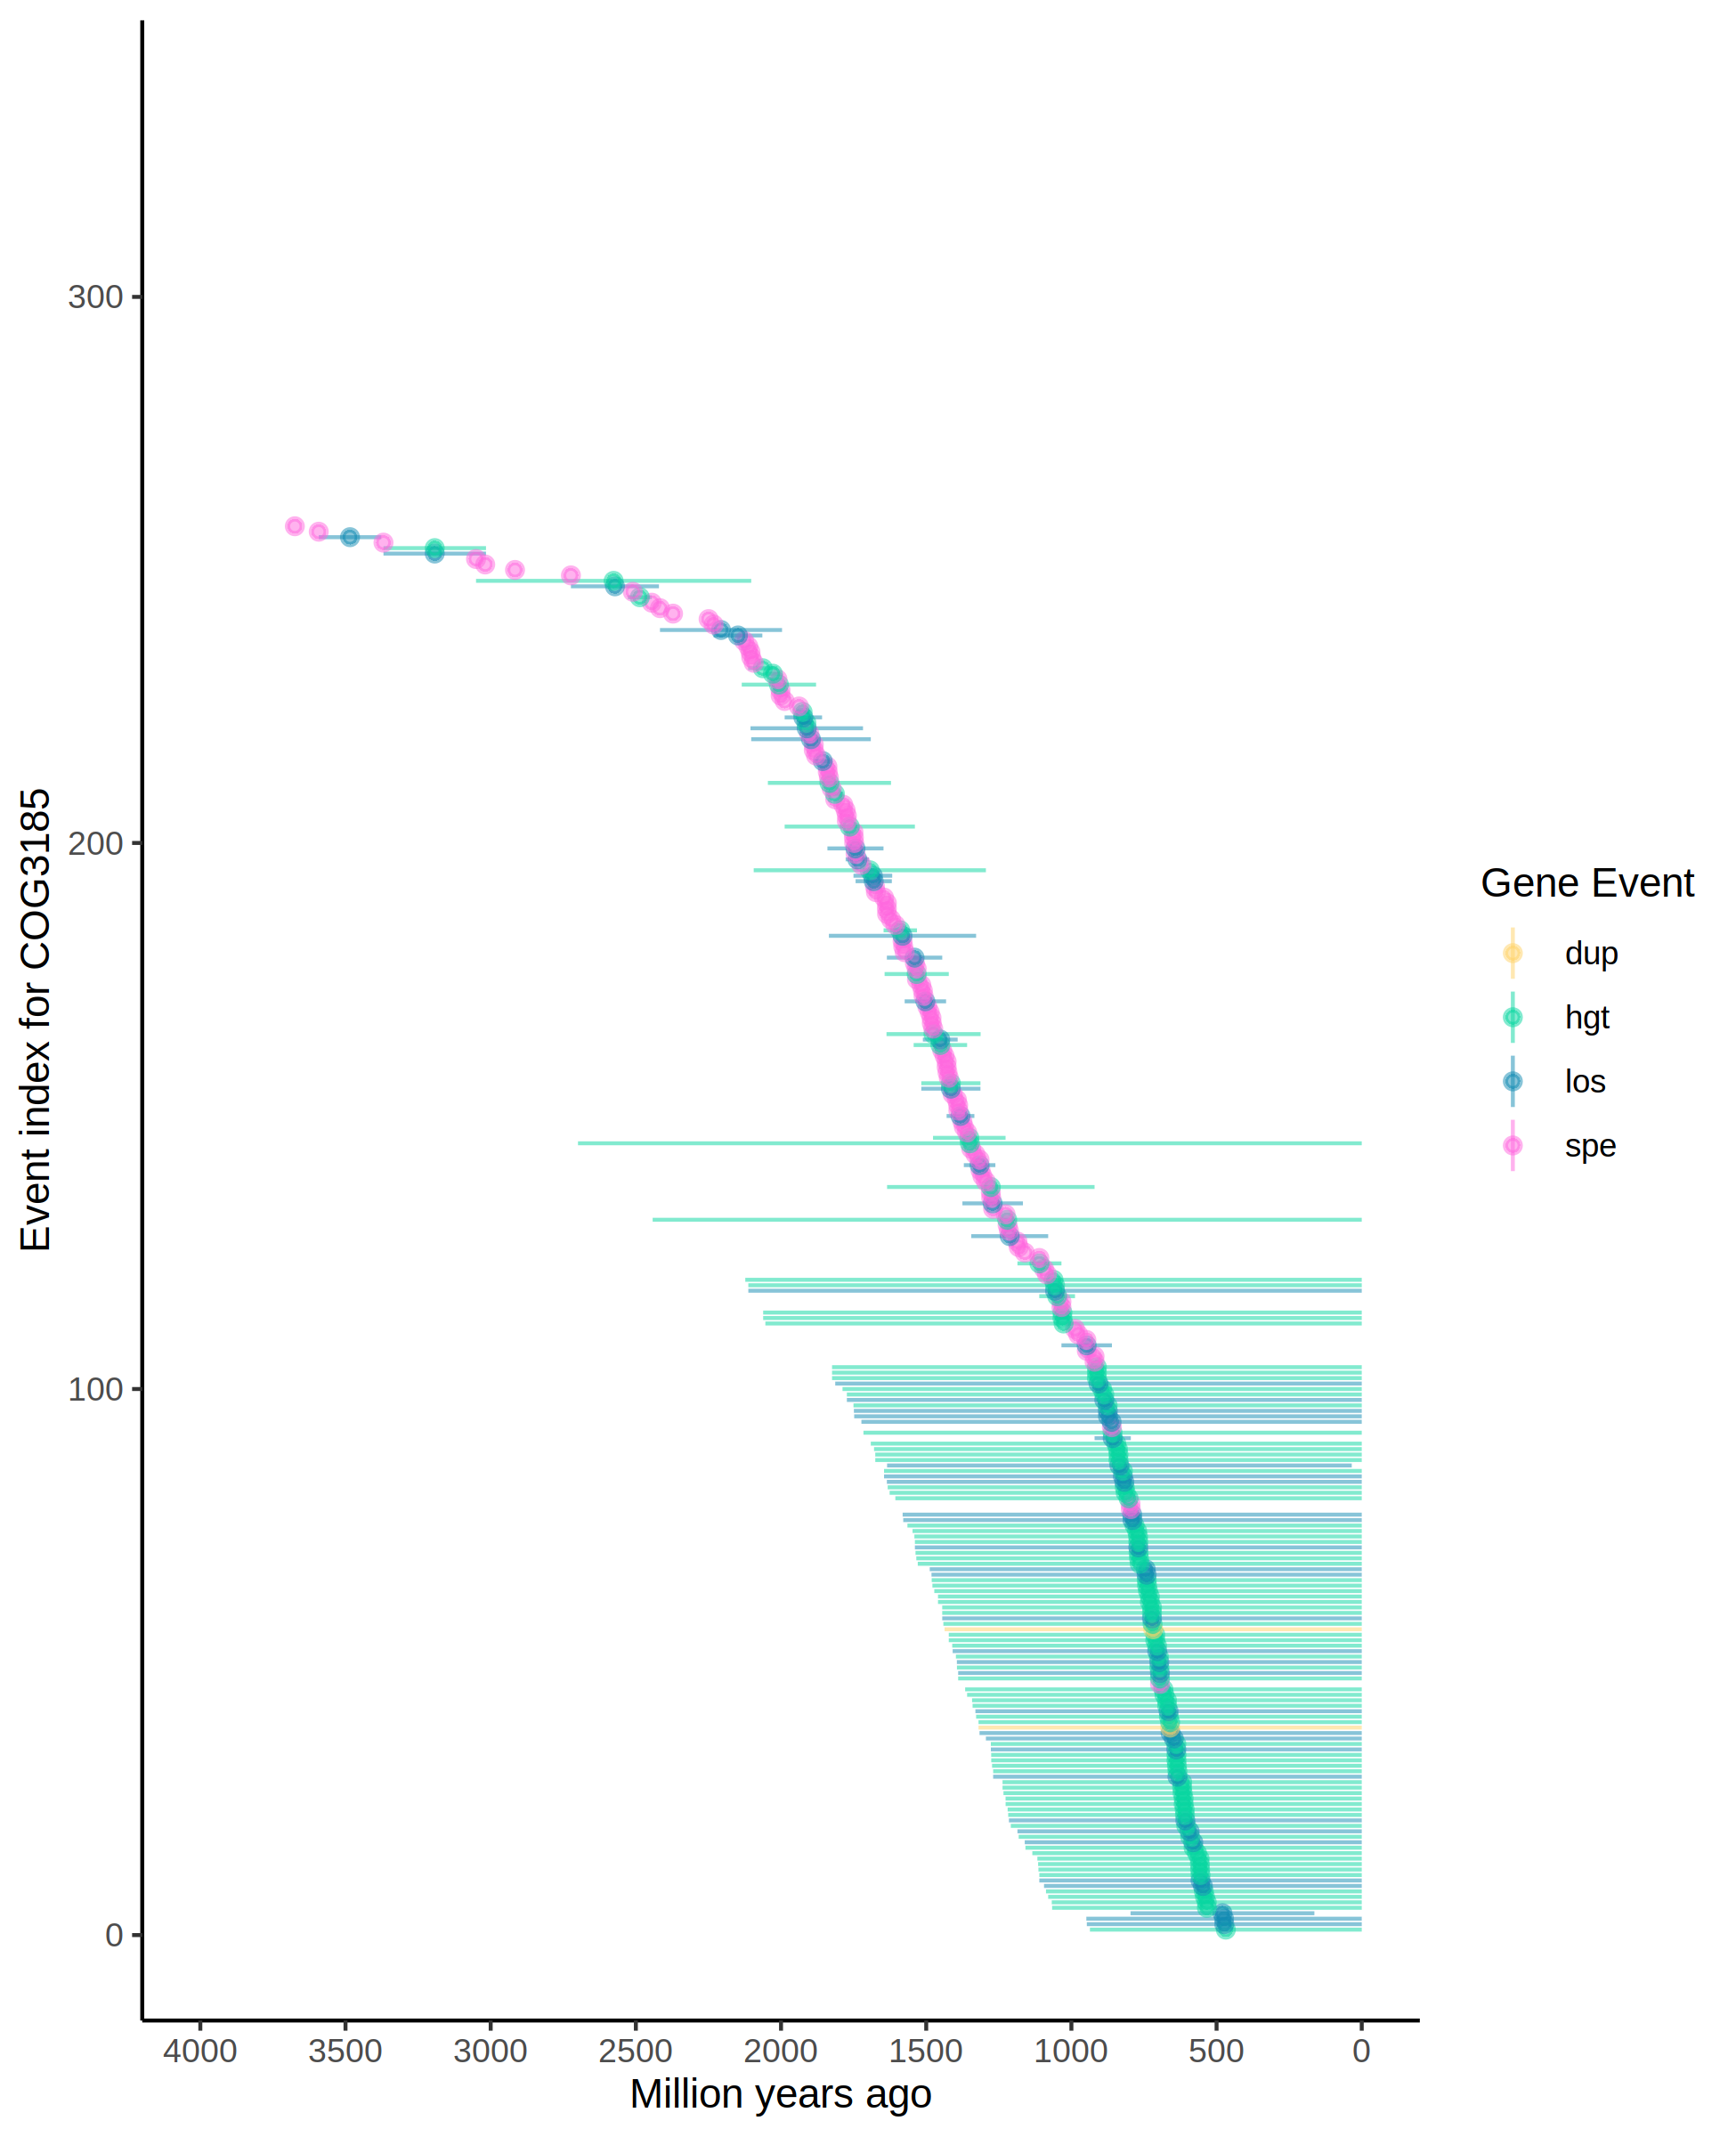 Event index for COG3185
300
200
100
0
4000 3500 3000 2500 2000 1500 1000 500 0
Million years ago
Gene Event
dup
hgt
los
spe